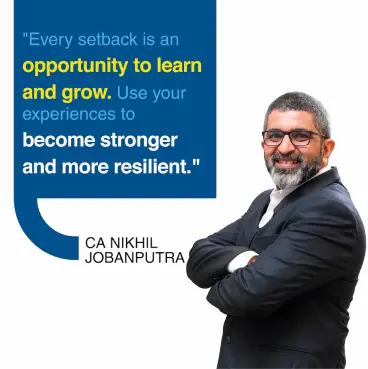 "Every setback is an
opportunity to learn
and grow. Use your
experiences to
become stronger
and more resilient."
CA NIKHIL
JOBANPUTRA